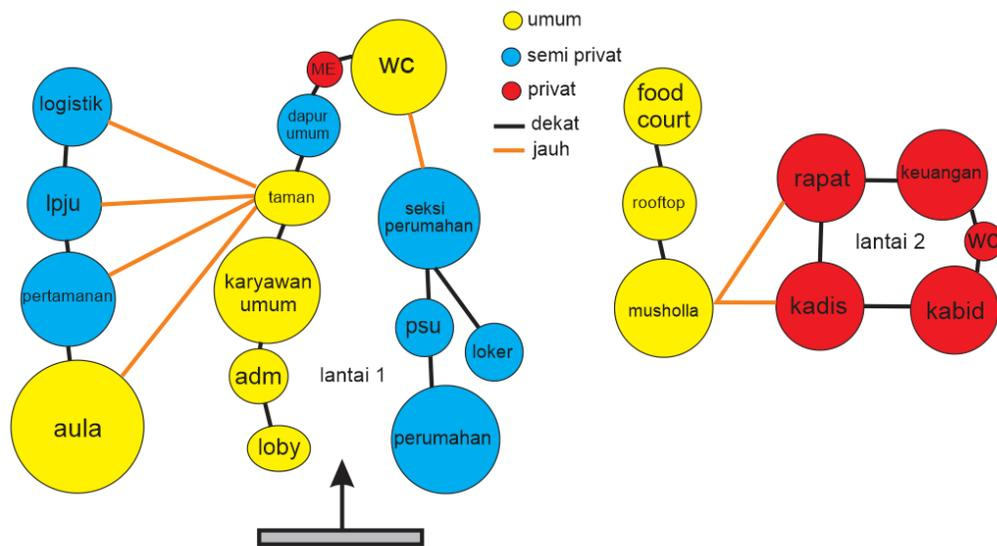 umum
semi privat
privat
dekat
jauh
logistik
lpju
pertamanan
aula
ME
WC
dapur
umum
taman
karyawan
umum
adm
loby
lantai 1
seksi
perumahan
psu
loker
perumahan
food
court
rooftop
musholla
rapat
keuangan
lantai 2
WC
kadis
kabid